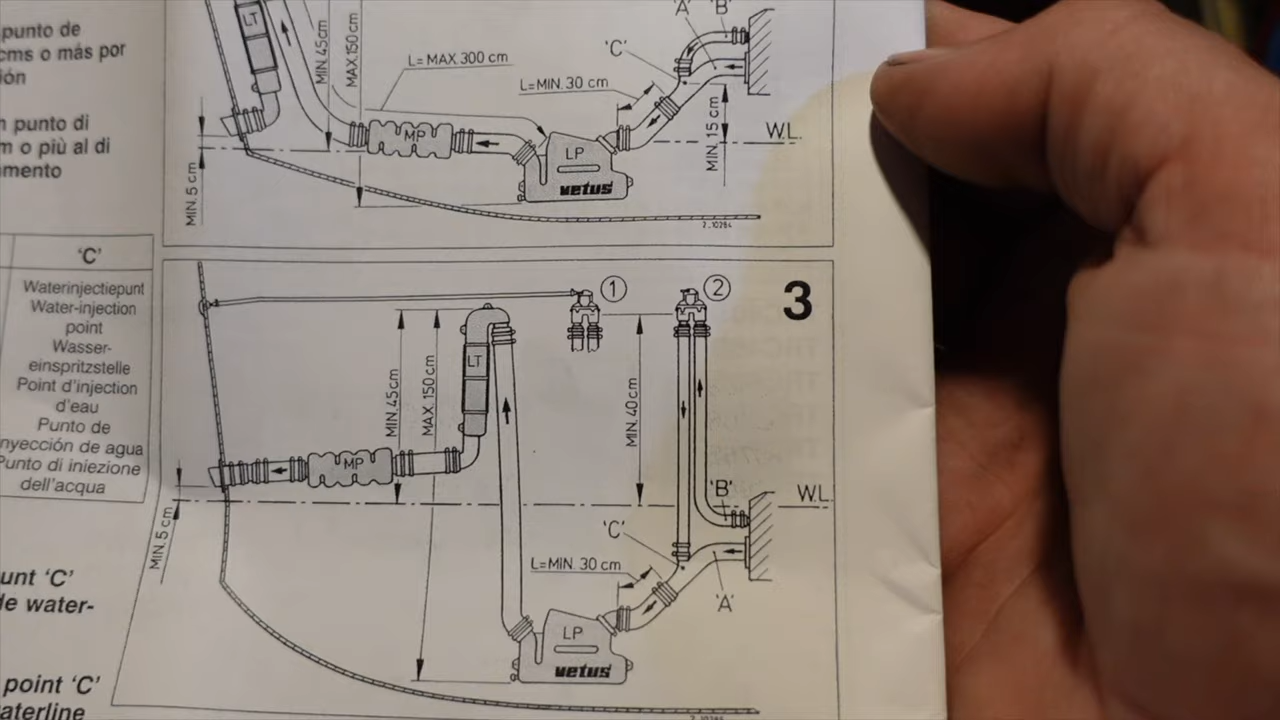 punto de
cms o más por
ión
punto di
m o più al di
mento
'C'
Waterinjectiepunt
Water-injection
point
Wasser-
einspritzstelle
Point d'injection
d'eau
Punto de
nyección de agua
Punto di iniezione
dell'acqua
unt 'C'
de water-
point 'C'
aterline
LT
MIN. 45cm
MAX.150 cm
L= MAX. 300 cm
'C'
'A'
'B'
L=MIN. 30 cm
MP
LP
vetus
MIN. 15 cm
W.L.
MIN. 5 cm
2_10264
3
1
2
LT
MIN. 45cm
MAX. 150 cm
MIN. 40cm
MP
'B'
W.L.
MIN. 5 cm
'C'
L=MIN. 30 cm
'A'
LP
vetus